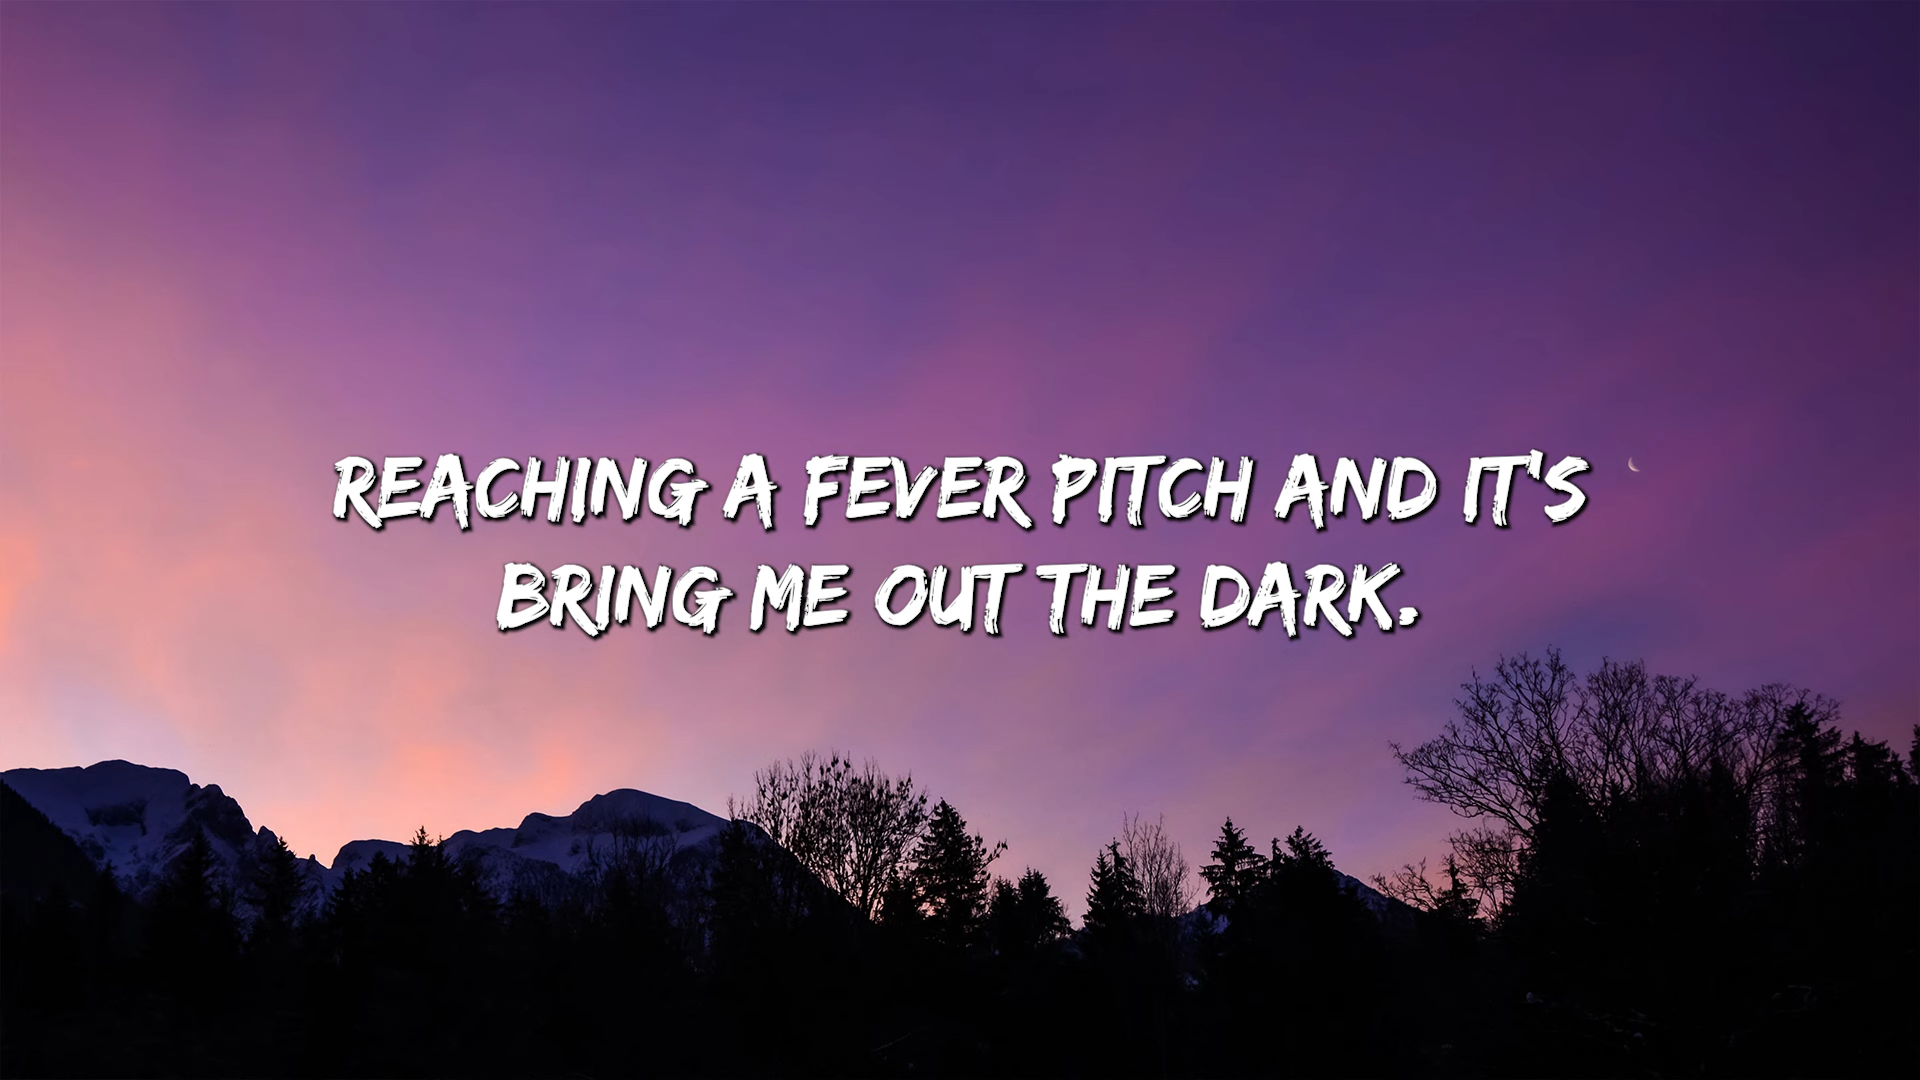 REACHING A FEVER PITCH AND IT'S
BRING ME OUT THE DARK.